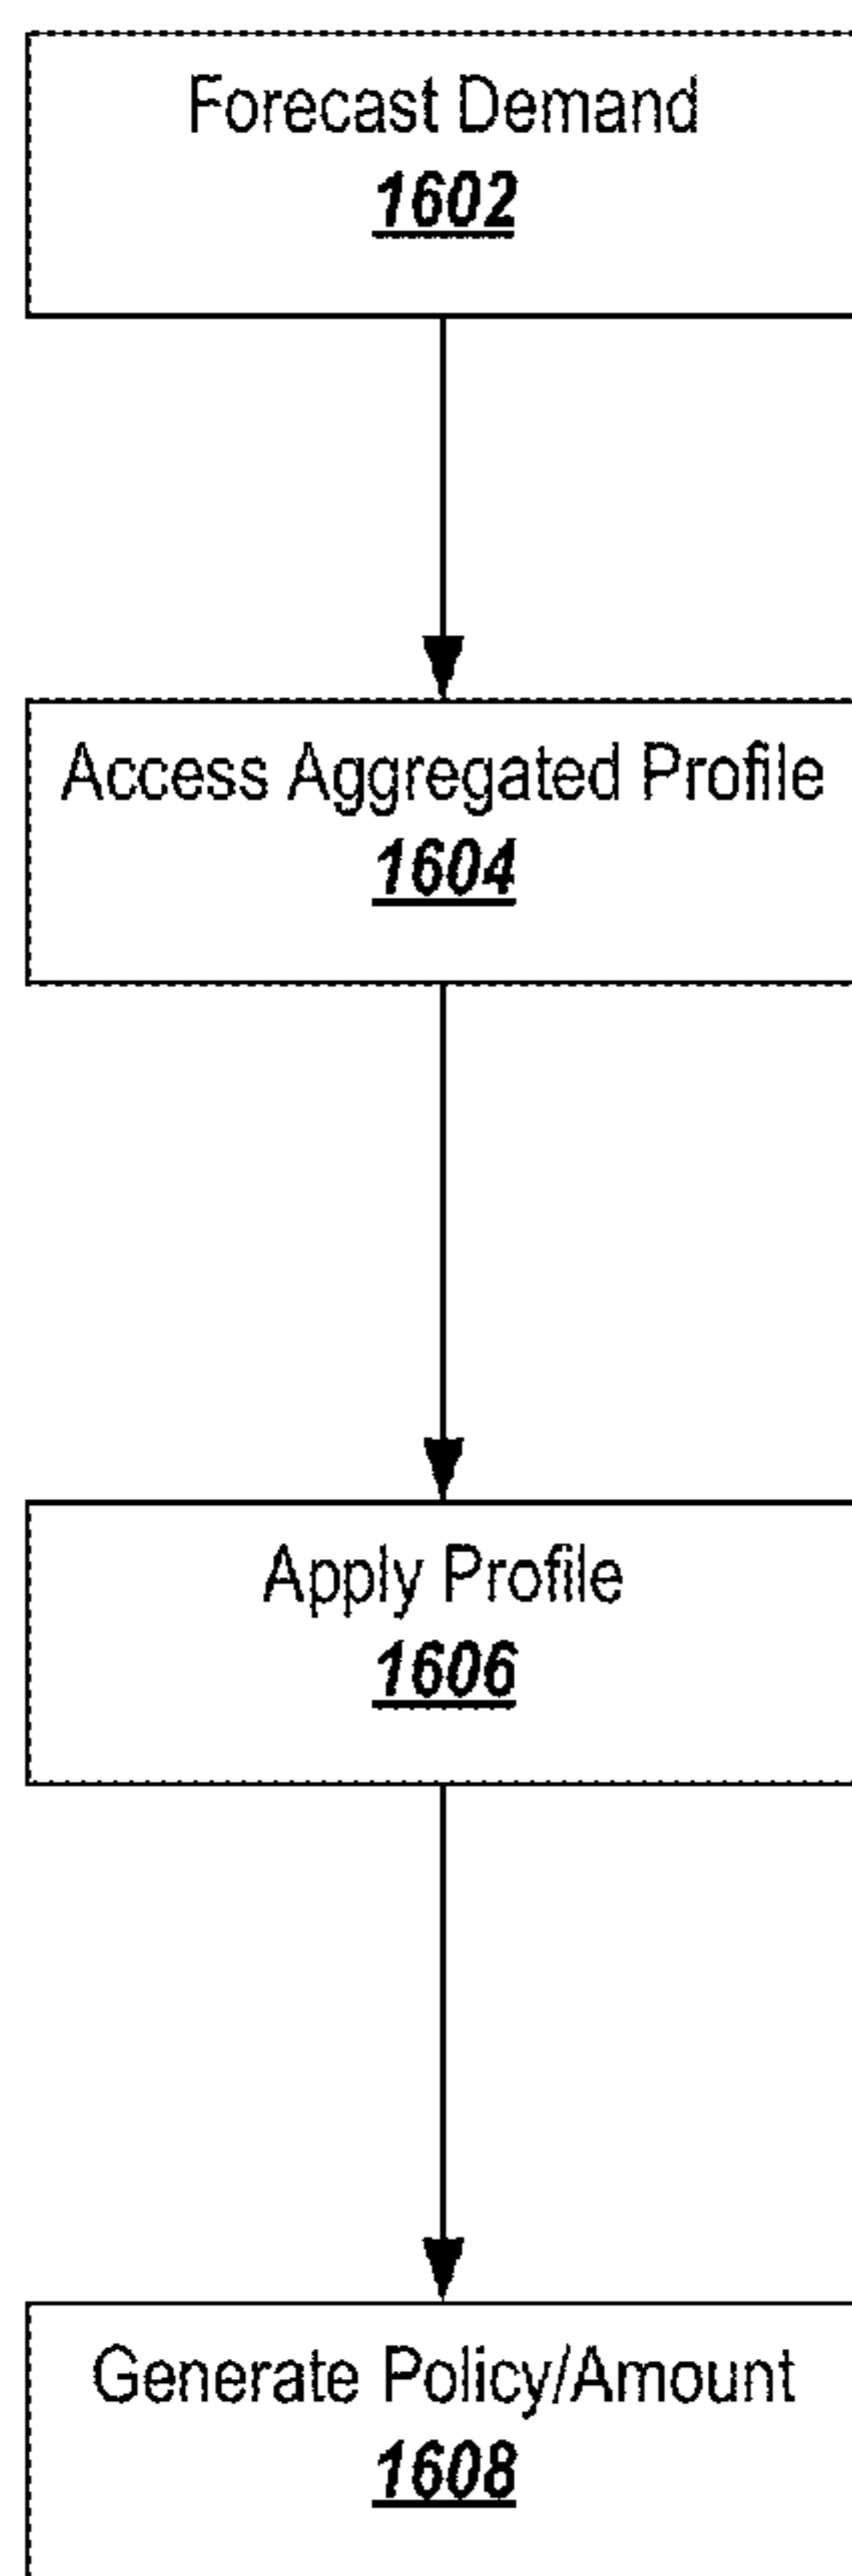 Forecast Demand
1602
Access Aggregated Profile
1604
Apply Profile
1606
Generate Policy/Amount
1608